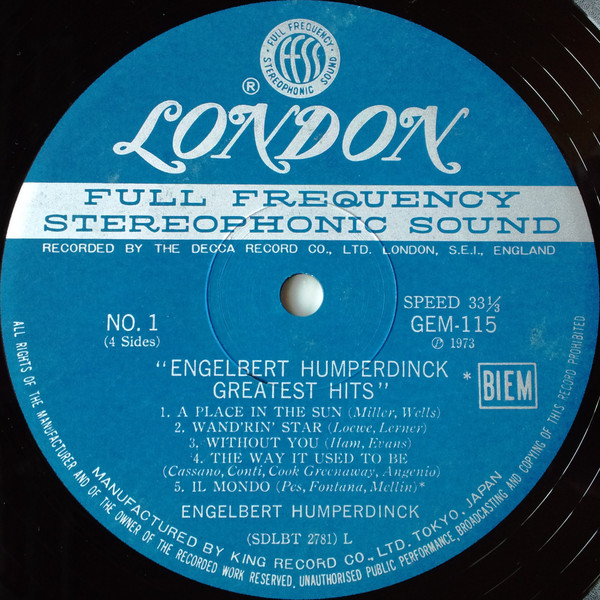 FULL FREQUENCY
ffss
STEREOPHONIC SOUND
®
LONDON
FULL FREQUENCY
STEREOPHONIC SOUND
RECORDED BY THE DECCA RECORD CO., LTD. LONDON, S.E.I., ENGLAND
NO. 1
(4 Sides)
SPEED 33⅓
GEM-115
Ⓟ 1973
"ENGELBERT HUMPERDINCK
GREATEST HITS"
* BIEM
1. A PLACE IN THE SUN (Miller, Wells)
2. WAND'RIN' STAR (Loewe, Lerner)
3. WITHOUT YOU (Ham, Evans)
4. THE WAY IT USED TO BE
(Cassano, Conti, Cook Greenaway, Angenio)
5. IL MONDO (Pes, Fontana, Mellin)*
ENGELBERT HUMPERDINCK
(SDLBT 2781) L
MANUFACTURED BY KING RECORD CO., LTD. TOKYO, JAPAN
ALL RIGHTS OF THE MANUFACTURER AND OF THE OWNER OF THE RECORDED WORK RESERVED, UNAUTHORISED PUBLIC PERFORMANCE, BROADCASTING AND COPYING OF THIS RECORD PROHIBITED